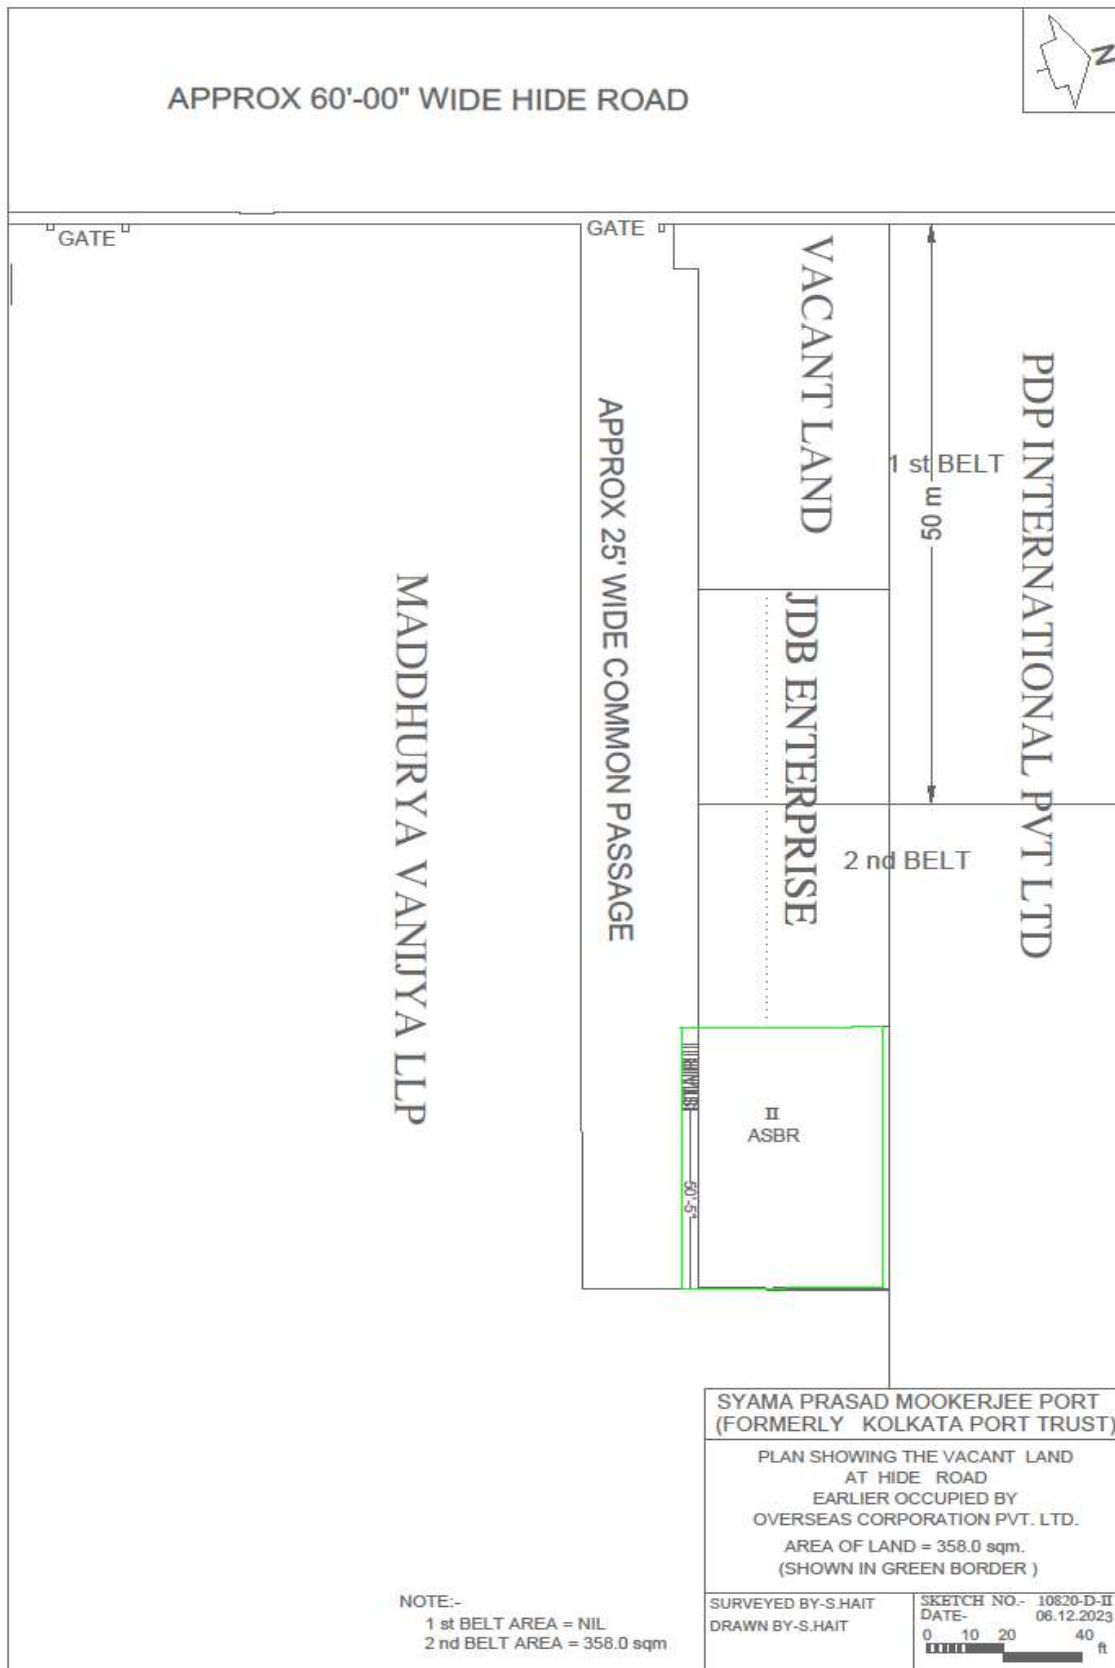 N
APPROX 60'-00" WIDE HIDE ROAD
GATE
GATE
VACANT LAND
1 st BELT
50 m
PDP INTERNATIONAL PVT LTD
APPROX 25' WIDE COMMON PASSAGE
MADDHURYA VANIJYA LLP
JDB ENTERPRISE
2 nd BELT
II
ASBR
SYAMA PRASAD MOOKERJEE PORT
(FORMERLY KOLKATA PORT TRUST)
PLAN SHOWING THE VACANT LAND
AT HIDE ROAD
EARLIER OCCUPIED BY
OVERSEAS CORPORATION PVT. LTD.
AREA OF LAND = 358.0 sqm.
(SHOWN IN GREEN BORDER )
NOTE:-
1 st BELT AREA = NIL
2 nd BELT AREA = 358.0 sqm
SURVEYED BY-S.HAIT
DRAWN BY-S.HAIT
SKETCH NO.- 10820-D-II
DATE- 06.12.2023
0 10 20 40
ft